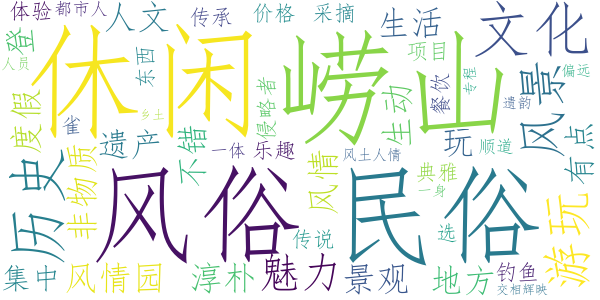 体验 都市人 人文 传承 价格 采摘 生活 文化
登 人员 休闲 东西 崂山 项目 餐饮 专程 偏远
度假 雀 乡土 侵略者 生动 遗韵 风景
历史 非物质 遗产 不错 一体 乐趣 风情 风土人情 玩 顺道 有点
风俗 民俗 典雅 一身 选 游玩
传说
集中 风情园 淳朴 魅力 景观 地方 钓鱼 交相辉映